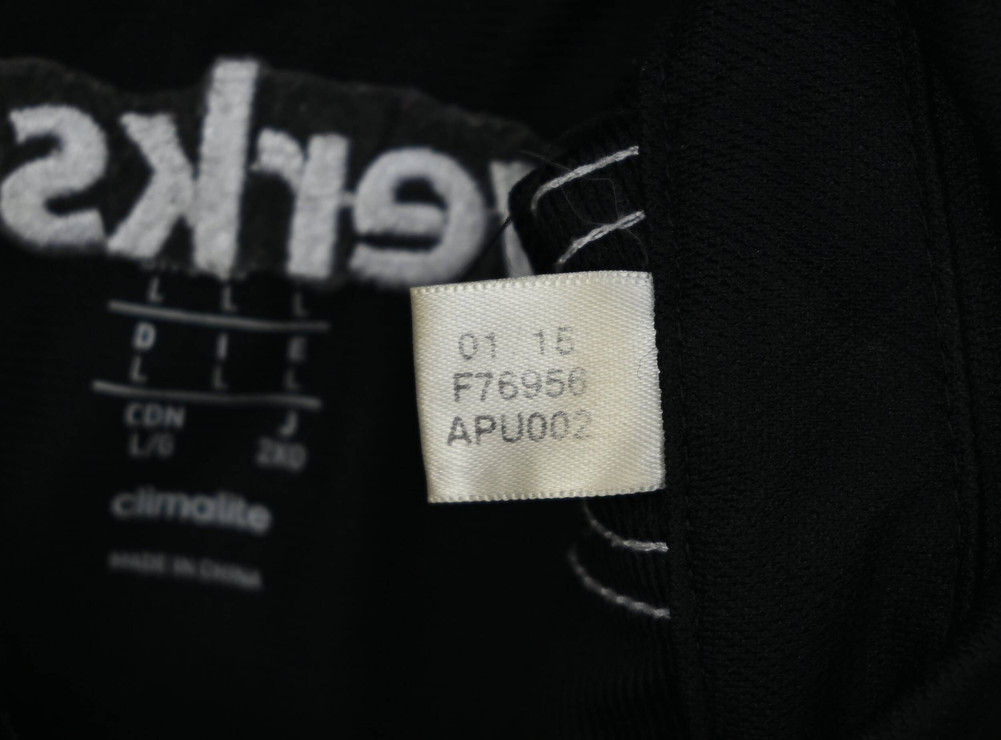 erks
L L L
D I E
L L L
CDN J
L/G 2XO
climalite
MADE IN CHINA
01 15
F76956
APU002